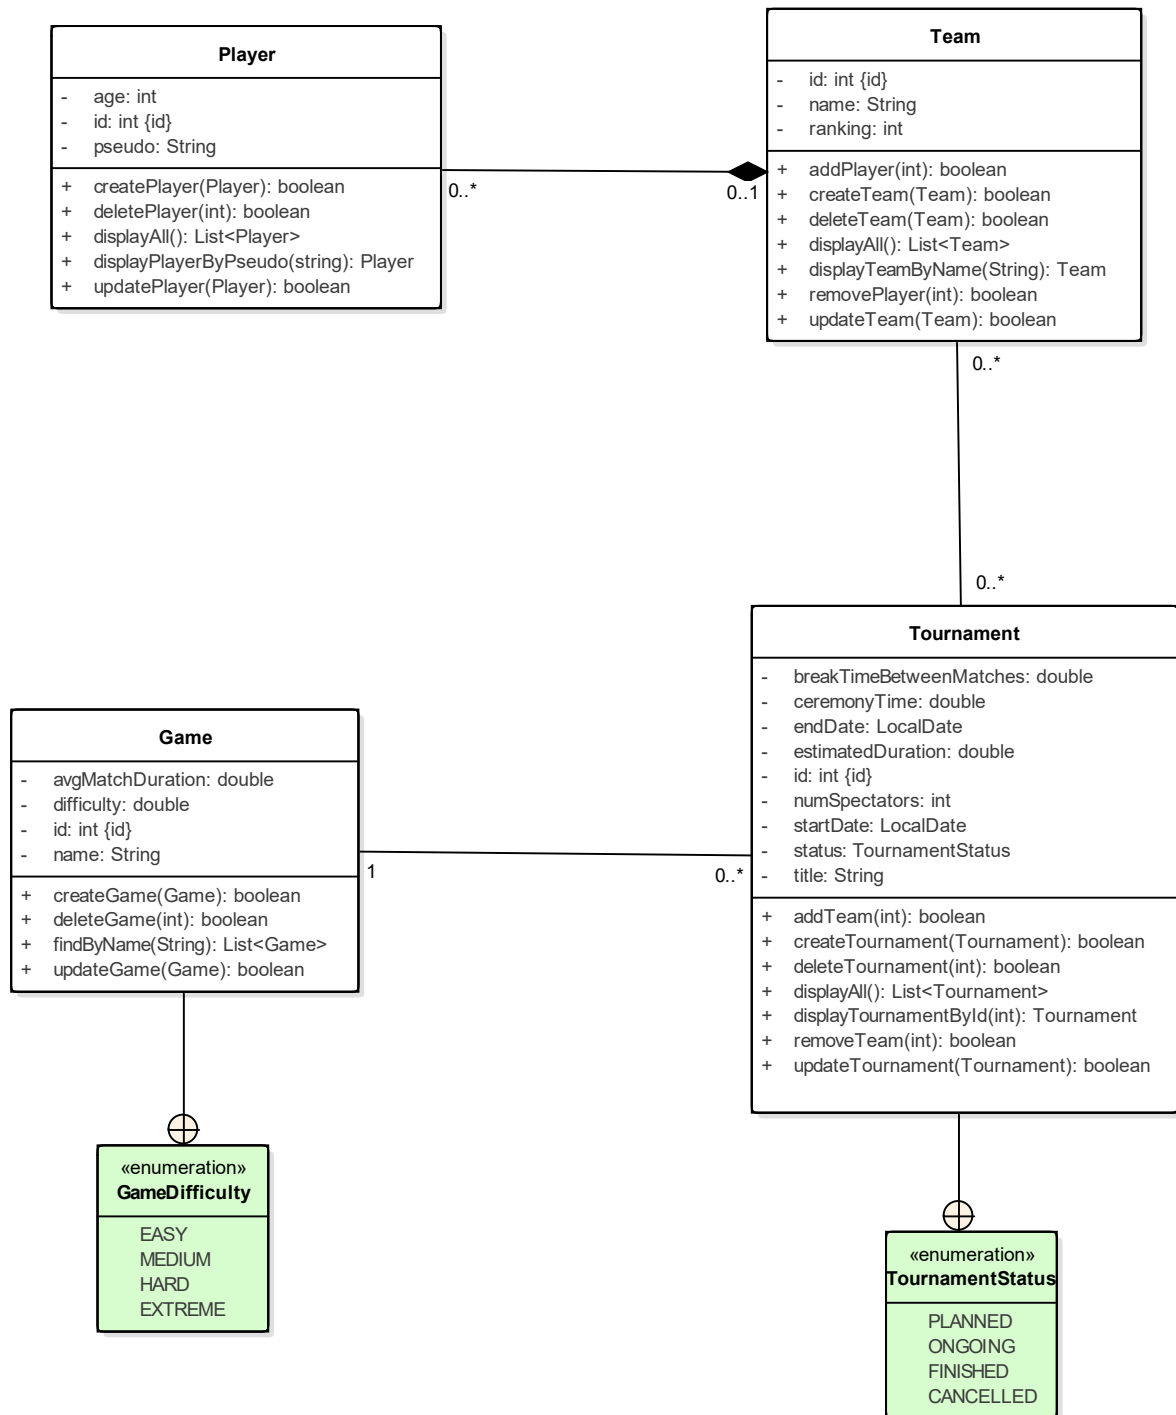 Player
- age: int
- id: int {id}
- pseudo: String
+ createPlayer(Player): boolean
+ deletePlayer(int): boolean
+ displayAll(): List<Player>
+ displayPlayerByPseudo(string): Player
+ updatePlayer(Player): boolean
0..*
0..1
Team
- id: int {id}
- name: String
- ranking: int
+ addPlayer(int): boolean
+ createTeam(Team): boolean
+ deleteTeam(Team): boolean
+ displayAll(): List<Team>
+ displayTeamByName(String): Team
+ removePlayer(int): boolean
+ updateTeam(Team): boolean
0..*
0..*
Tournament
- breakTimeBetweenMatches: double
- ceremonyTime: double
- endDate: LocalDate
- estimatedDuration: double
- id: int {id}
- numSpectators: int
- startDate: LocalDate
- status: TournamentStatus
- title: String
+ addTeam(int): boolean
+ createTournament(Tournament): boolean
+ deleteTournament(int): boolean
+ displayAll(): List<Tournament>
+ displayTournamentById(int): Tournament
+ removeTeam(int): boolean
+ updateTournament(Tournament): boolean
Game
- avgMatchDuration: double
- difficulty: double
- id: int {id}
- name: String
+ createGame(Game): boolean
+ deleteGame(int): boolean
+ findByName(String): List<Game>
+ updateGame(Game): boolean
1
0..*
«enumeration»
GameDifficulty
EASY
MEDIUM
HARD
EXTREME
«enumeration»
TournamentStatus
PLANNED
ONGOING
FINISHED
CANCELLED